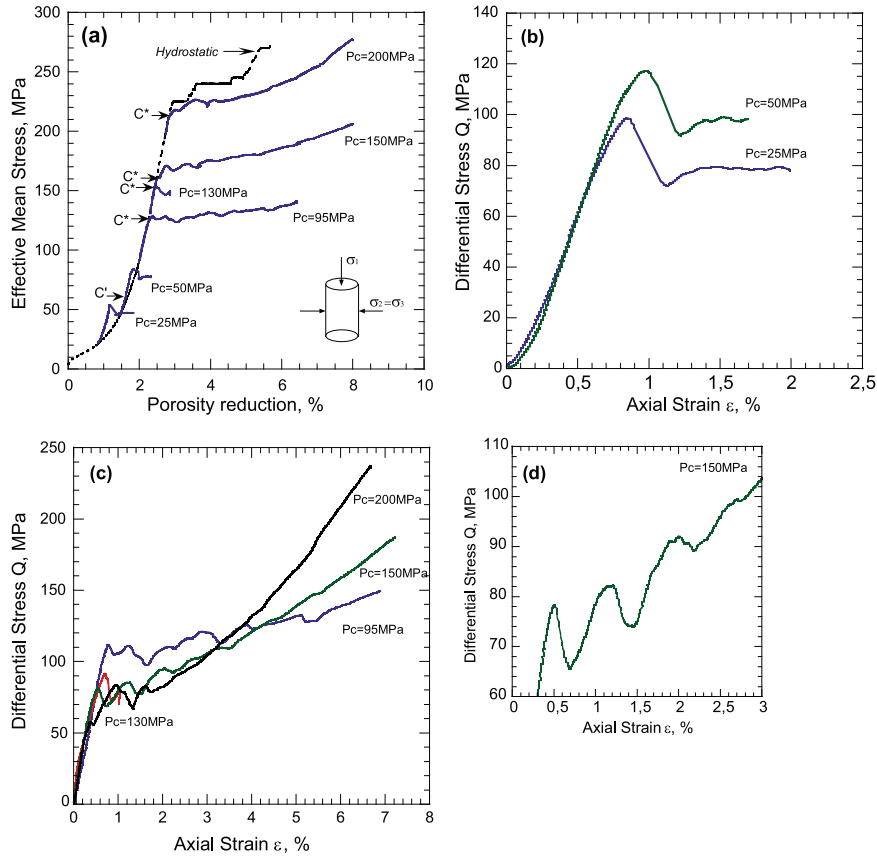 (a)
Effective Mean Stress, MPa
300
250
200
150
100
50
0
Hydrostatic
Pc=200MPa
C*
Pc=150MPa
C*
C*
Pc=130MPa
C*
Pc=95MPa
C'
Pc=50MPa
Pc=25MPa
σ1
σ2=σ3
0 2 4 6 8 10
Porosity reduction, %
(b)
Differential Stress Q, MPa
140
120
100
80
60
40
20
0
Pc=50MPa
Pc=25MPa
0 0,5 1 1,5 2 2,5
Axial Strain ε, %
(c)
Differential Stress Q, MPa
250
200
150
100
50
0
Pc=200MPa
Pc=150MPa
Pc=95MPa
Pc=130MPa
0 1 2 3 4 5 6 7 8
Axial Strain ε, %
(d)
Differential Stress Q, MPa
110
100
90
80
70
60
Pc=150MPa
0 0,5 1 1,5 2 2,5 3
Axial Strain ε, %